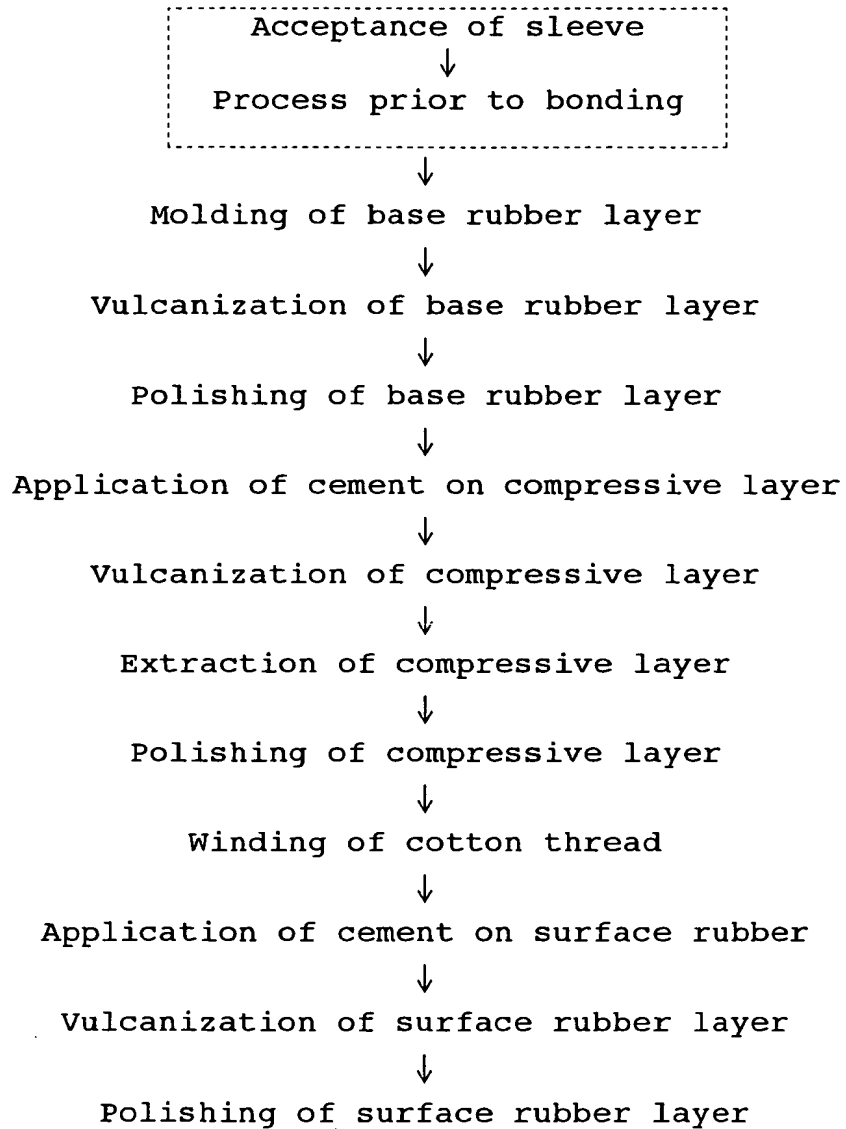 Acceptance of sleeve
↓
Process prior to bonding
↓
Molding of base rubber layer
↓
Vulcanization of base rubber layer
↓
Polishing of base rubber layer
↓
Application of cement on compressive layer
↓
Vulcanization of compressive layer
↓
Extraction of compressive layer
↓
Polishing of compressive layer
↓
Winding of cotton thread
↓
Application of cement on surface rubber
↓
Vulcanization of surface rubber layer
↓
Polishing of surface rubber layer